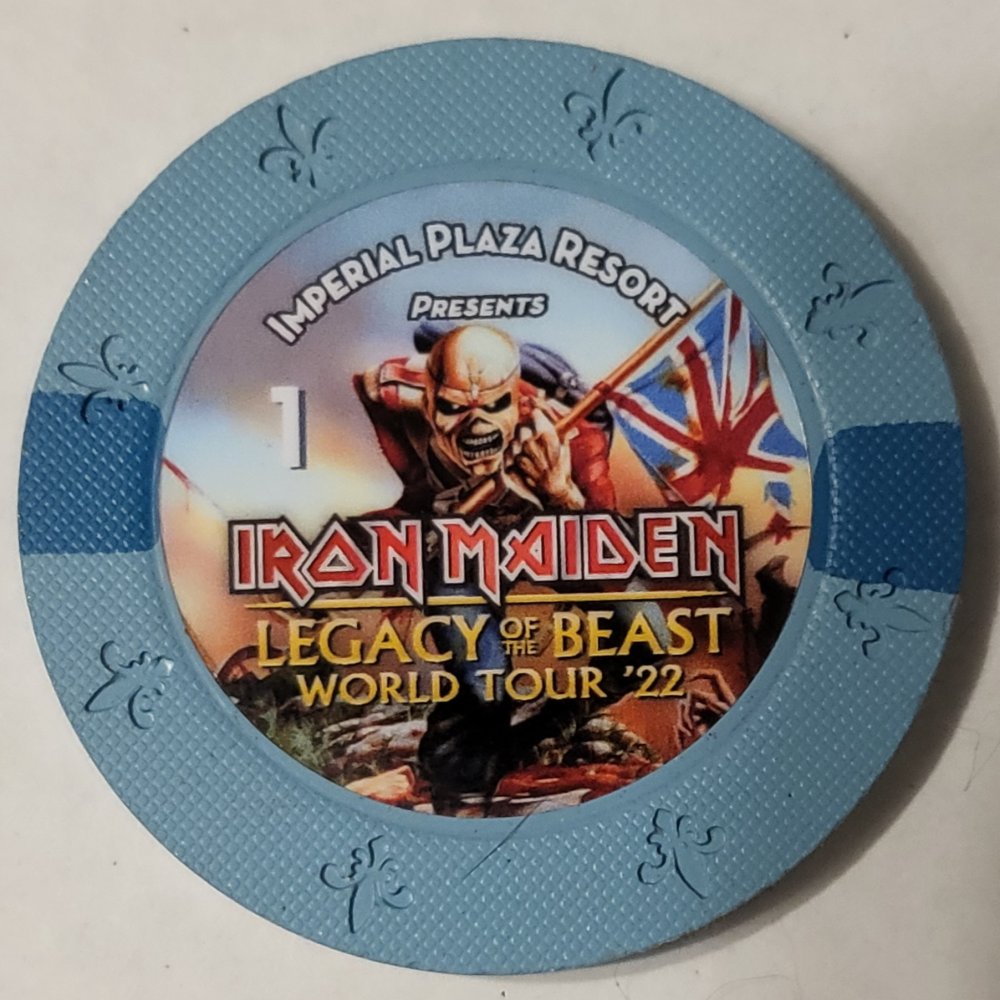 IMPERIAL PLAZA RESORT
PRESENTS
1
IRON MAIDEN
LEGACY OF THE BEAST
WORLD TOUR '22